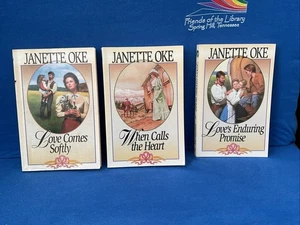 Friends of the Library
Spring Hill, Tennessee
JANETTE OKE
Love Comes
Softly
JANETTE OKE
When Calls
the Heart
JANETTE OKE
Love's Enduring
Promise